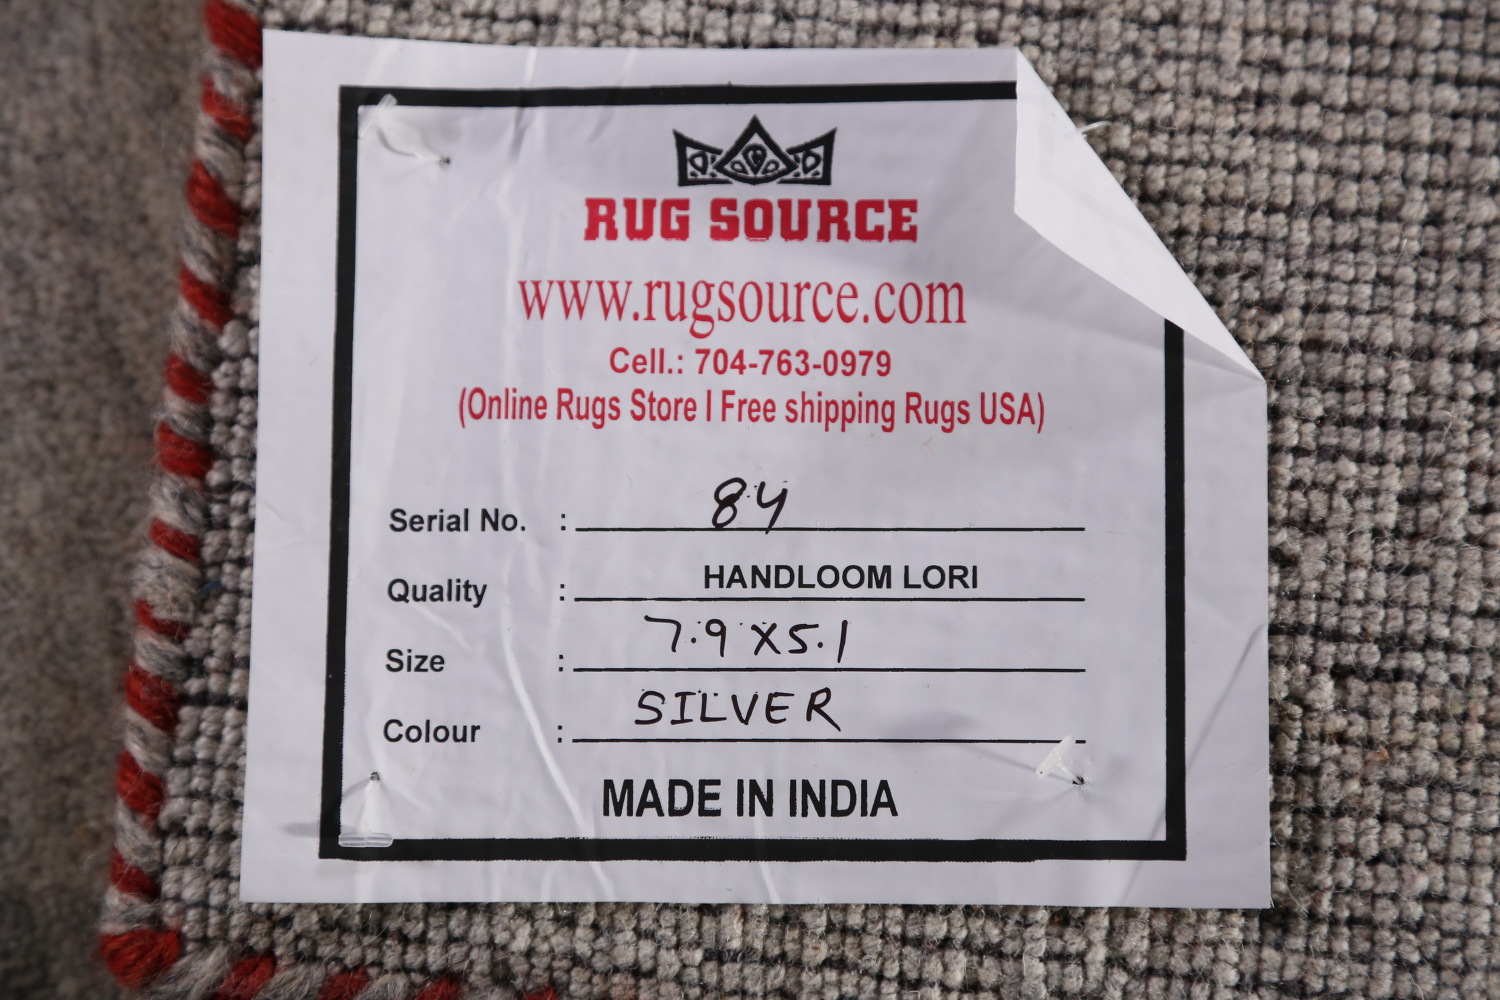 RUG SOURCE
www.rugsource.com
Cell.: 704-763-0979
(Online Rugs Store I Free shipping Rugs USA)
Serial No. : 84
Quality : HANDLOOM LORI
Size : 7.9 X 5.1
Colour : SILVER
MADE IN INDIA